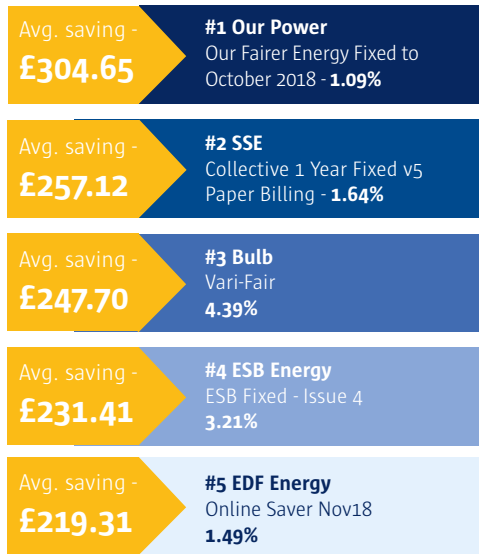 Avg. saving -
£304.65
#1 Our Power
Our Fairer Energy Fixed to
October 2018 - 1.09%
Avg. saving -
£257.12
#2 SSE
Collective 1 Year Fixed v5
Paper Billing - 1.64%
Avg. saving -
£247.70
#3 Bulb
Vari-Fair
4.39%
Avg. saving -
£231.41
#4 ESB Energy
ESB Fixed - Issue 4
3.21%
Avg. saving -
£219.31
#5 EDF Energy
Online Saver Nov18
1.49%